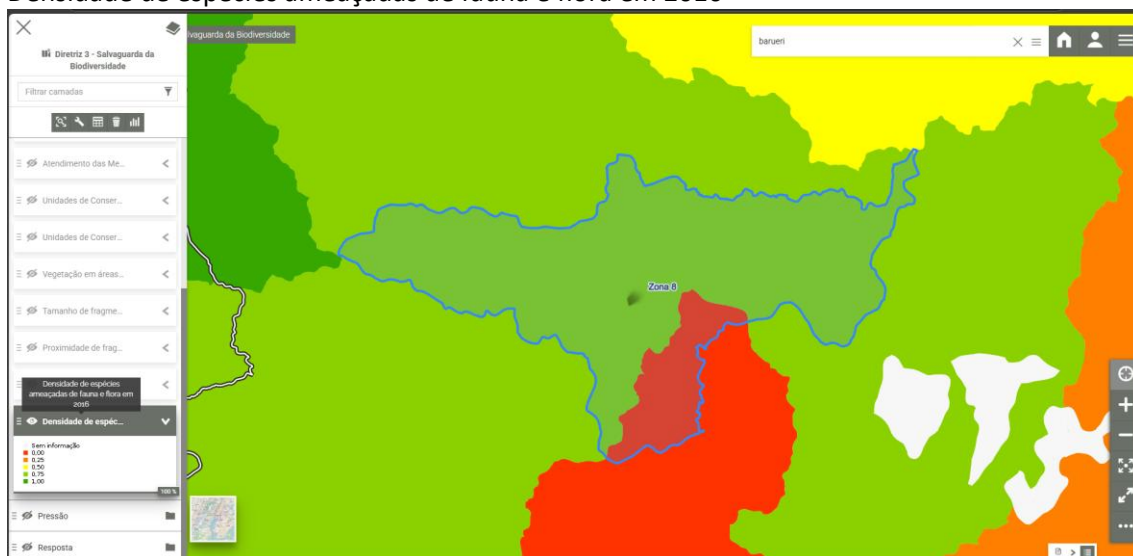 Densidade de espécies ameaçadas de fauna e flora em 2016
lvaguarda da Biodiversidade
barueri
Diretriz 3 - Salvaguarda da
Biodiversidade
Filtrar camadas
Atendimento das Me...
Unidades de Conser...
Unidades de Conser...
Vegetação em áreas...
Tamanho de fragme...
Proximidade de frag...
Densidade de espécies
ameaçadas de fauna e flora em
2016
Densidade de espéc...
Sem informação
0,00
0,25
0,50
0,75
1,00
100 %
Pressão
Resposta
Zona 8